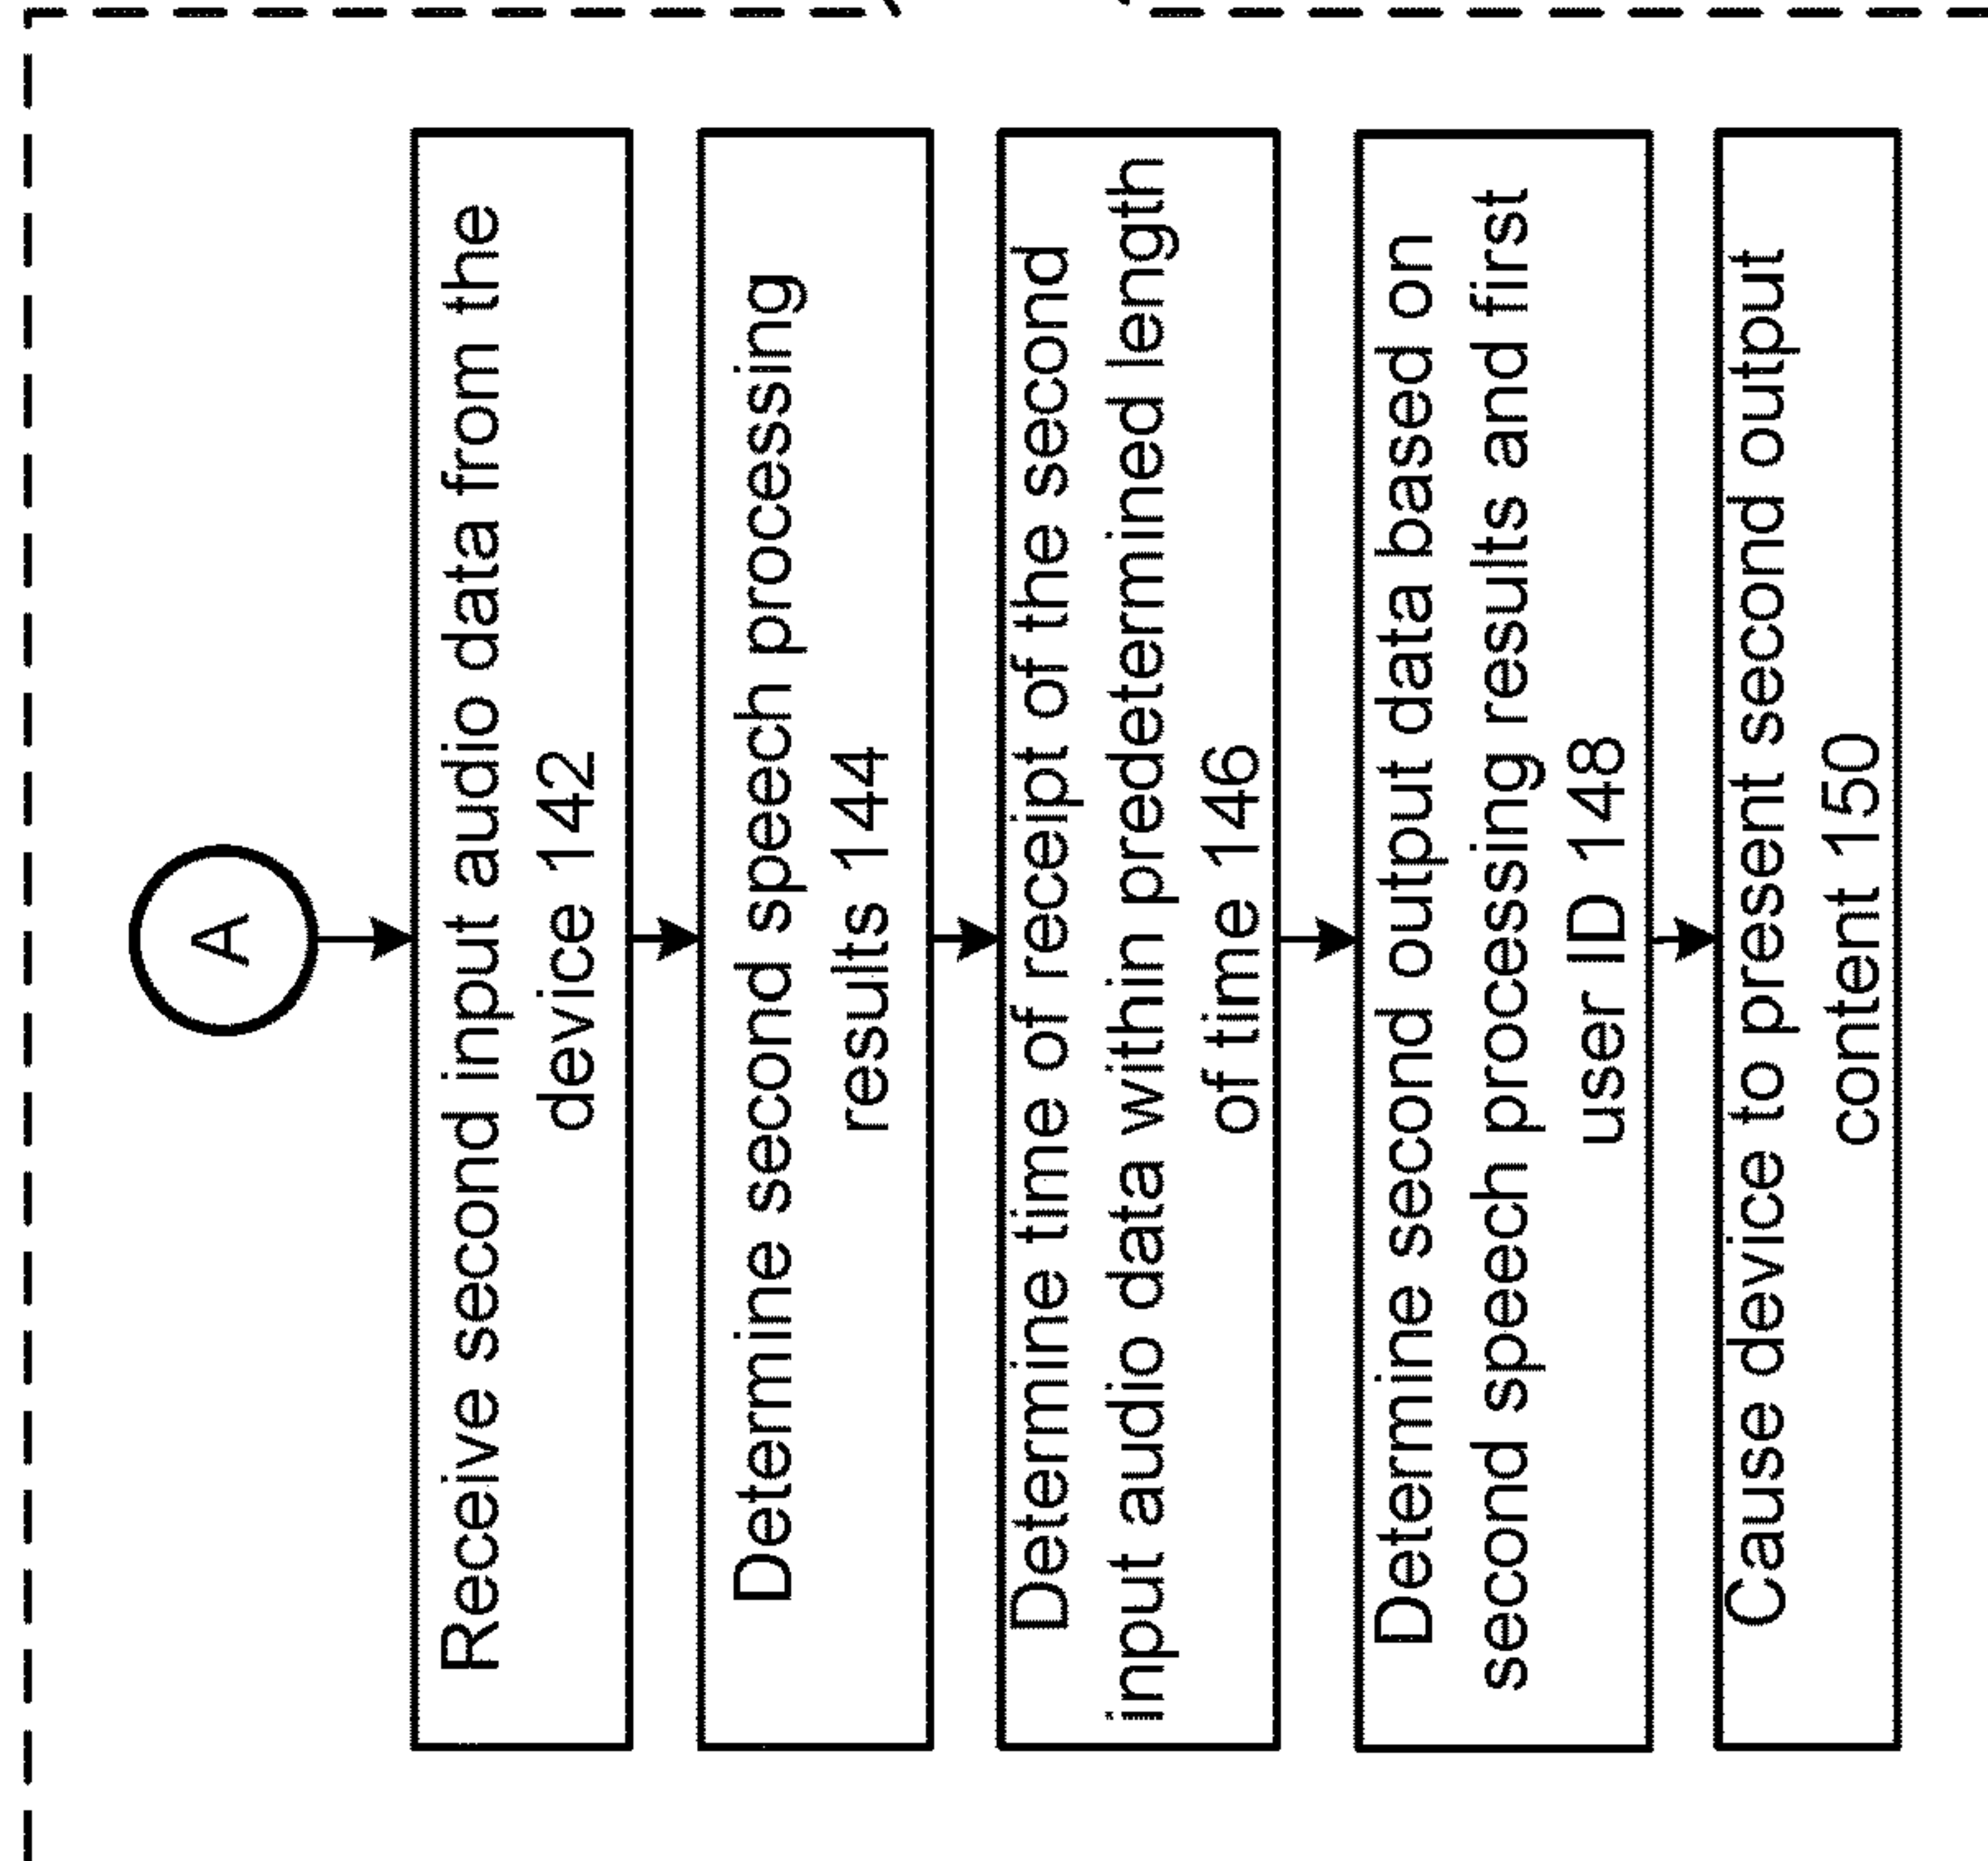 A
Receive second input audio data from the
device 142
Determine second speech processing
results 144
Determine time of receipt of the second
input audio data within predetermined length
of time 146
Determine second output data based on
second speech processing results and first
user ID 148
Cause device to present second output
content 150